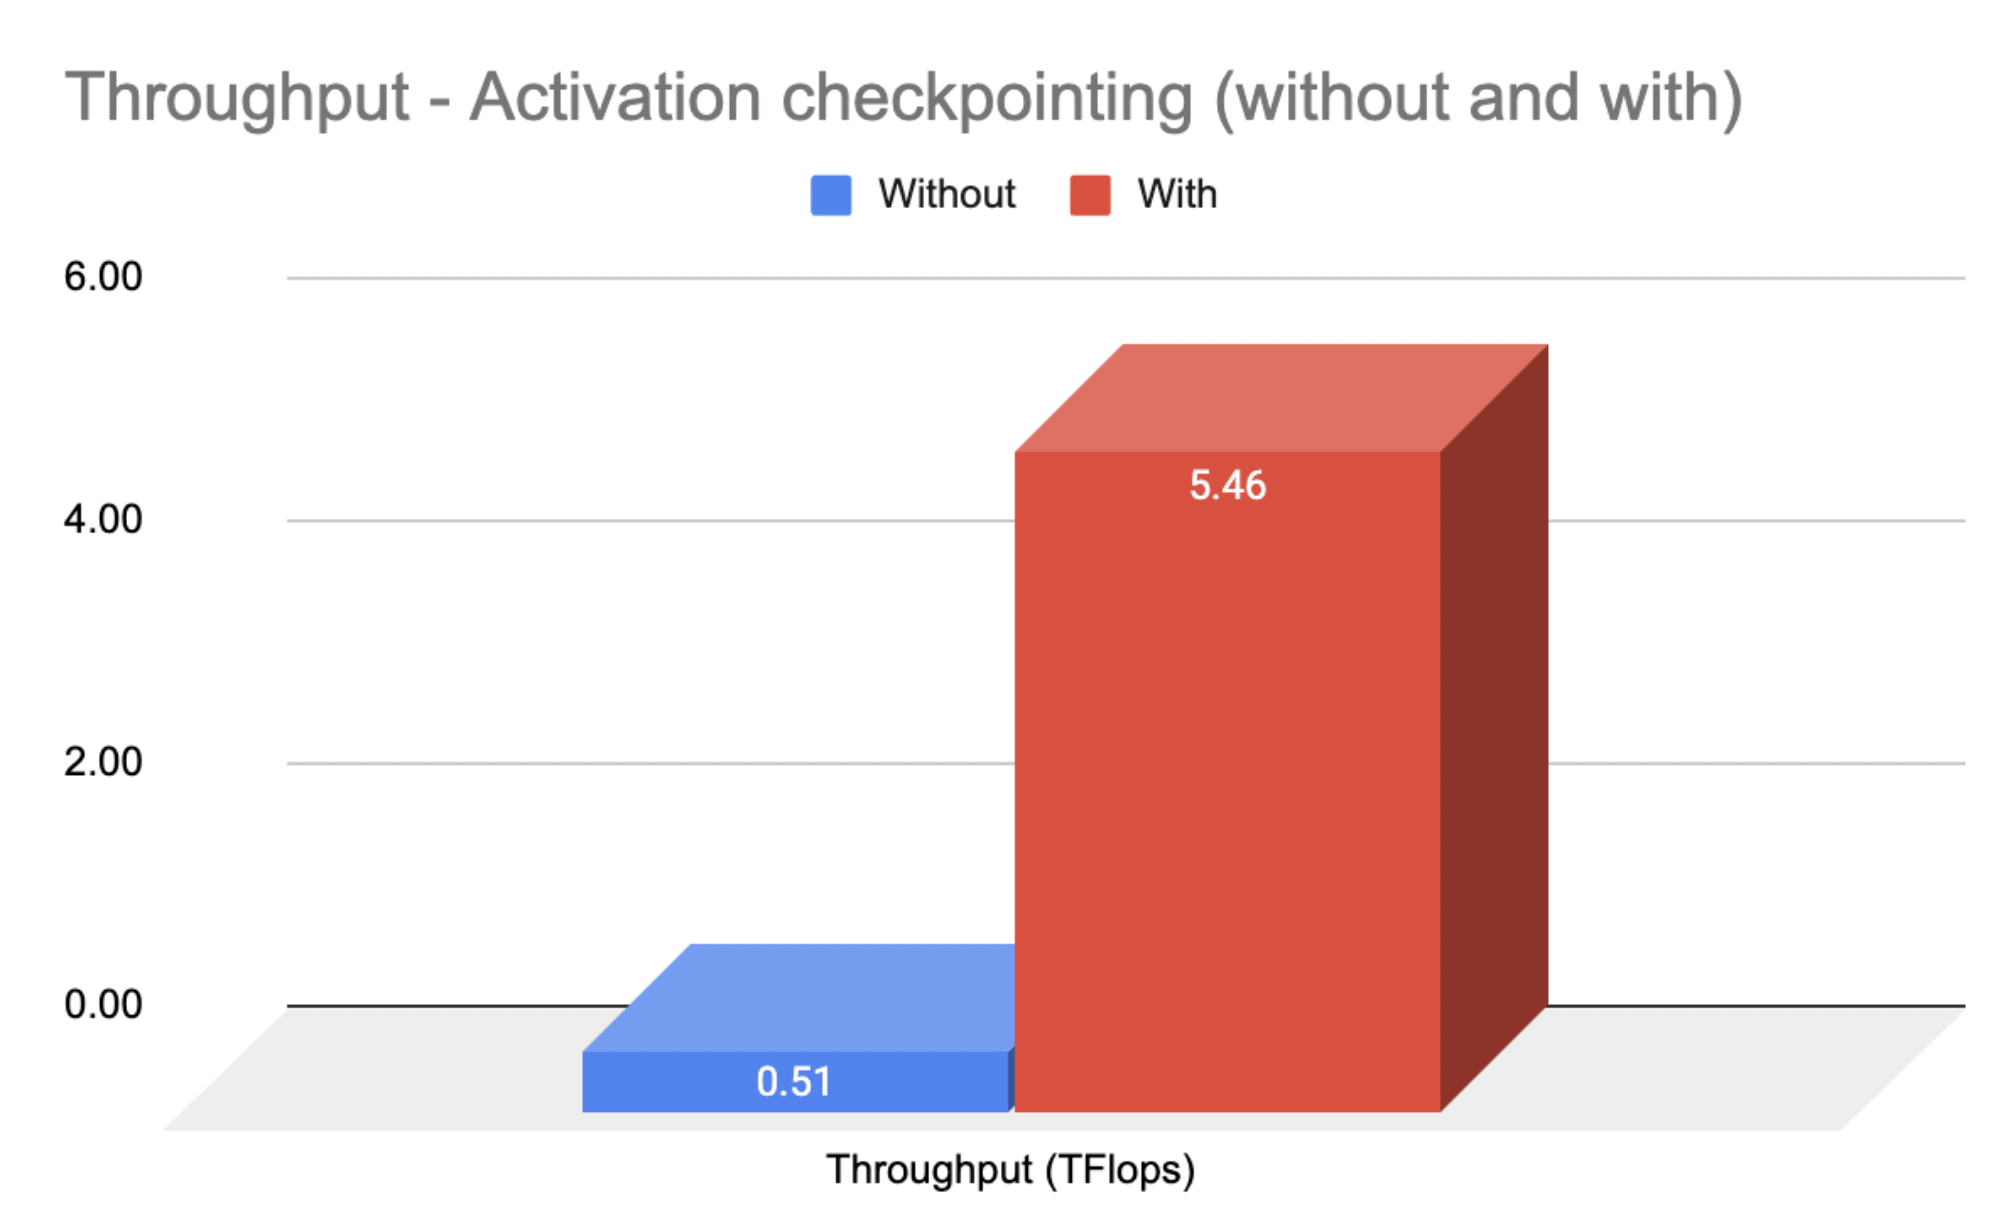 Throughput - Activation checkpointing (without and with)
Without With
6.00
5.46
4.00
2.00
0.00
0.51
Throughput (TFlops)